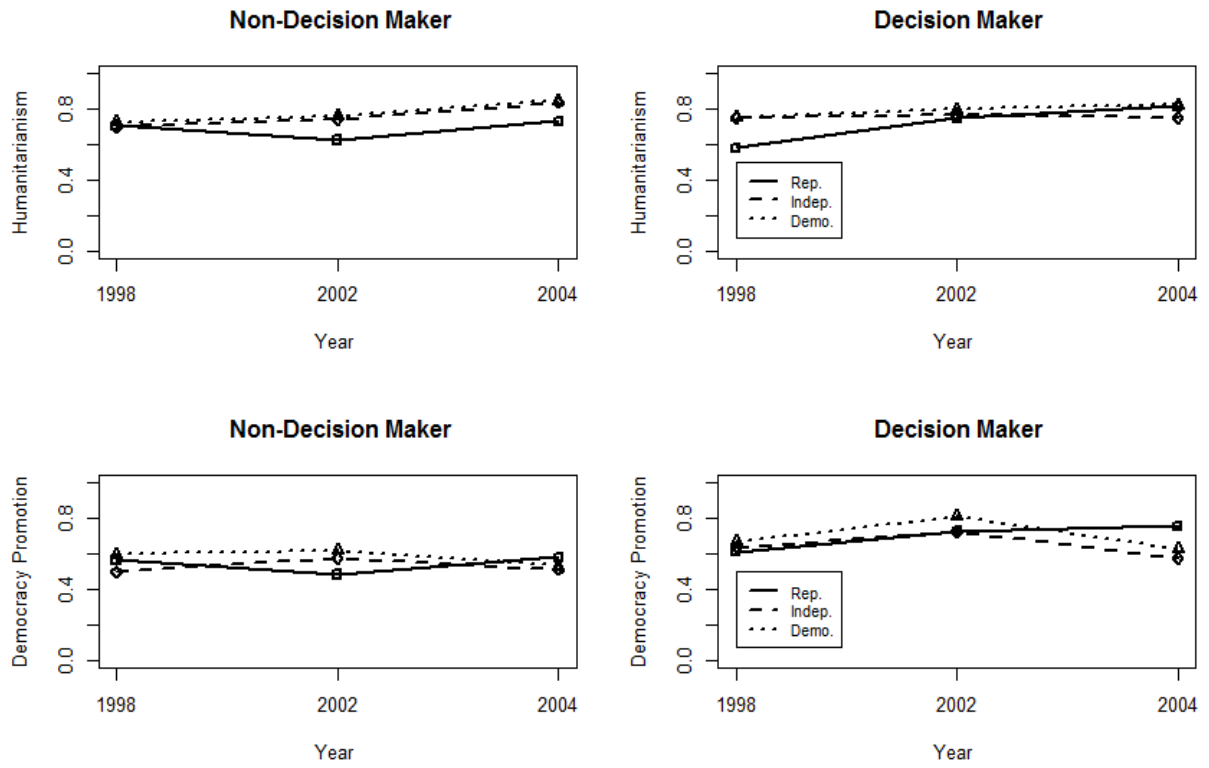 Non-Decision Maker
Humanitarianism
0.0 0.4 0.8
1998 2002 2004
Year
Decision Maker
Humanitarianism
0.0 0.4 0.8
Rep.
Indep.
Demo.
1998 2002 2004
Year
Non-Decision Maker
Democracy Promotion
0.0 0.4 0.8
1998 2002 2004
Year
Decision Maker
Democracy Promotion
0.0 0.4 0.8
Rep.
Indep.
Demo.
1998 2002 2004
Year